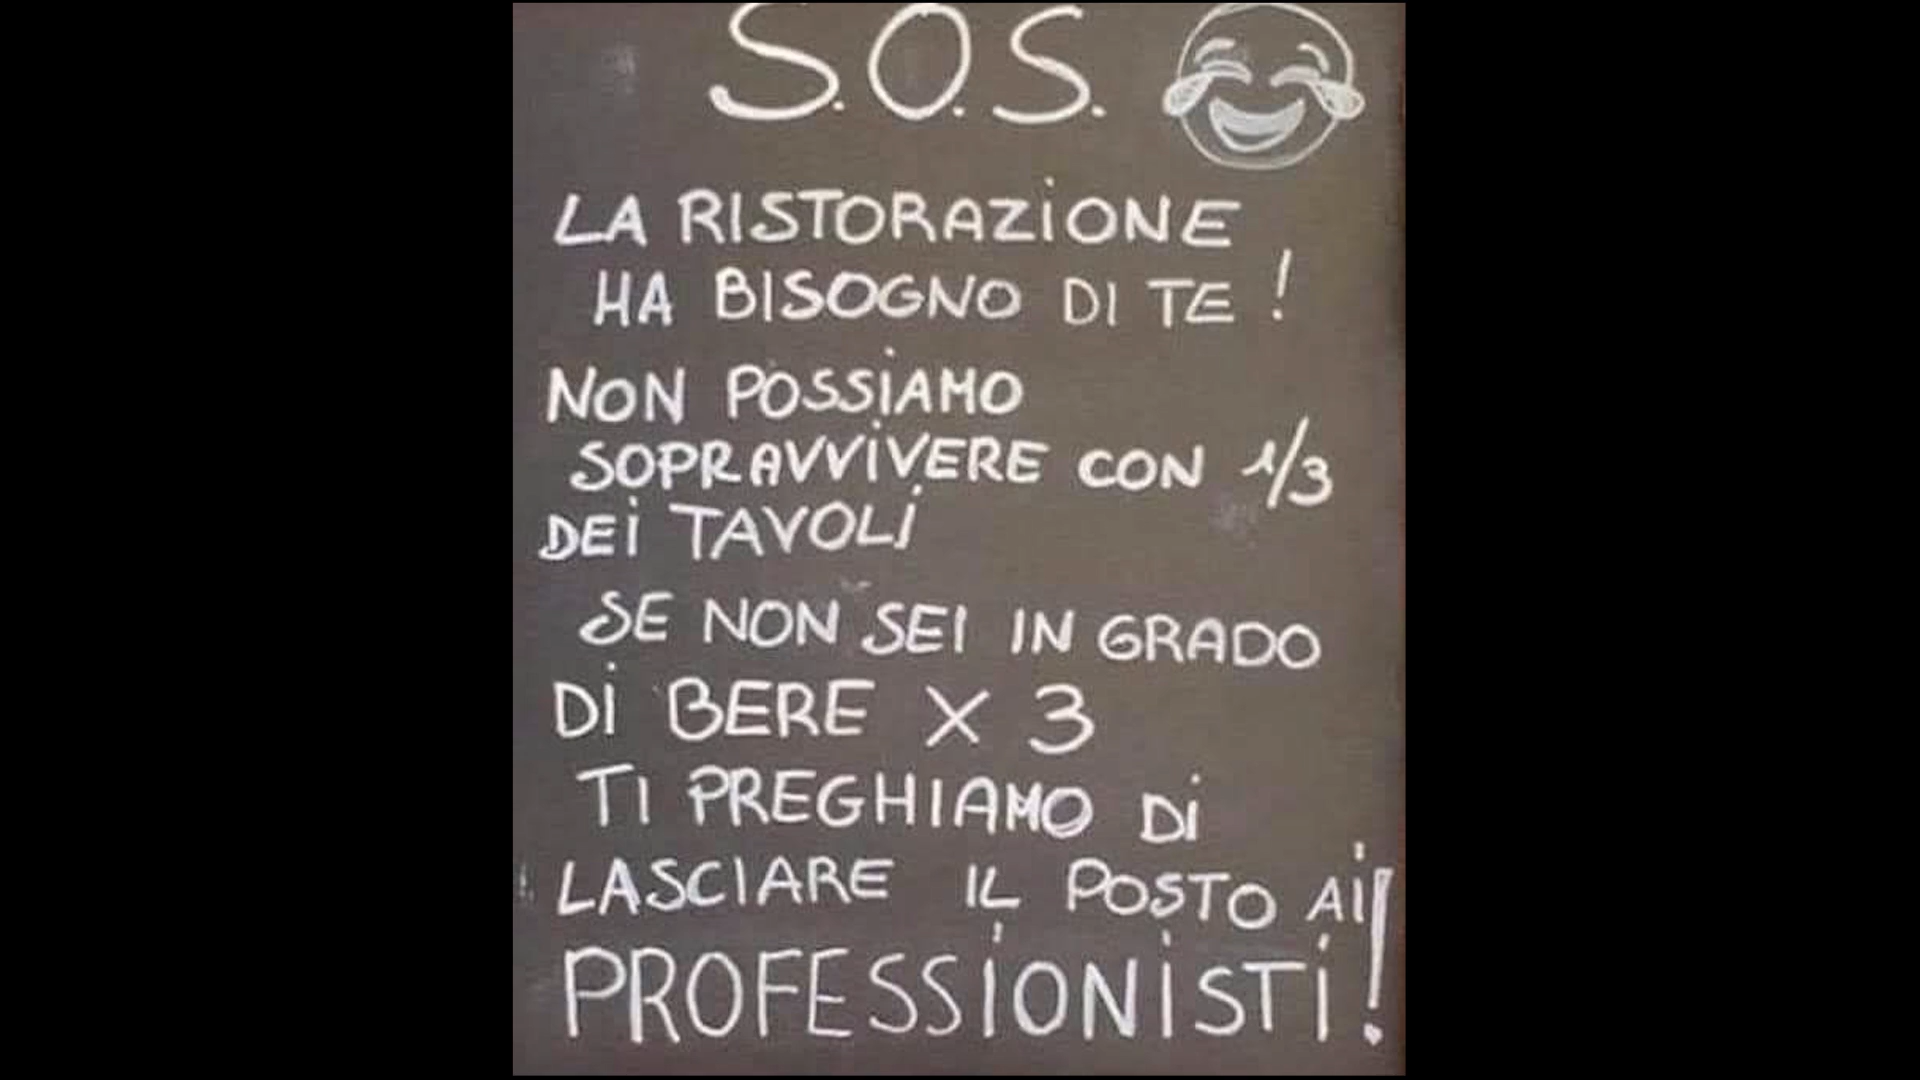 S.O.S.
LA RISTORAZIONE
HA BISOGNO DI TE!
NON POSSIAMO
SOPRAVVIVERE CON 1/3
DEI TAVOLI
SE NON SEI IN GRADO
DI BERE X 3
TI PREGHIAMO DI
LASCIARE IL POSTO AI
PROFESSIONISTI!